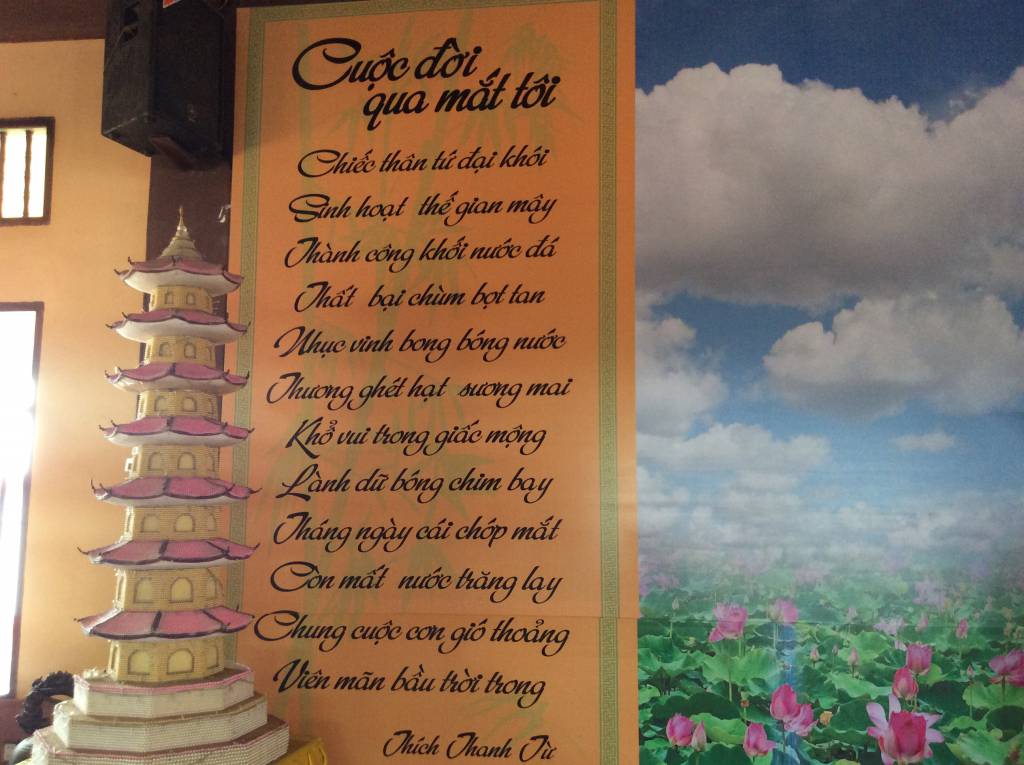 Cuộc đời
qua mắt tôi
Chiếc thân tứ đại khói
Sinh hoạt thế gian mây
Thành công khối nước đá
Thất bại chùm bọt tan
Nhục vinh bong bóng nước
Thương ghét hạt sương mai
Khổ vui trong giấc mộng
Lành dữ bóng chim bay
Tháng ngày cái chớp mắt
Còn mất nước trăng lay
Chung cuộc cơn gió thoảng
Viên mãn bầu trời trong
Thích Thanh Từ